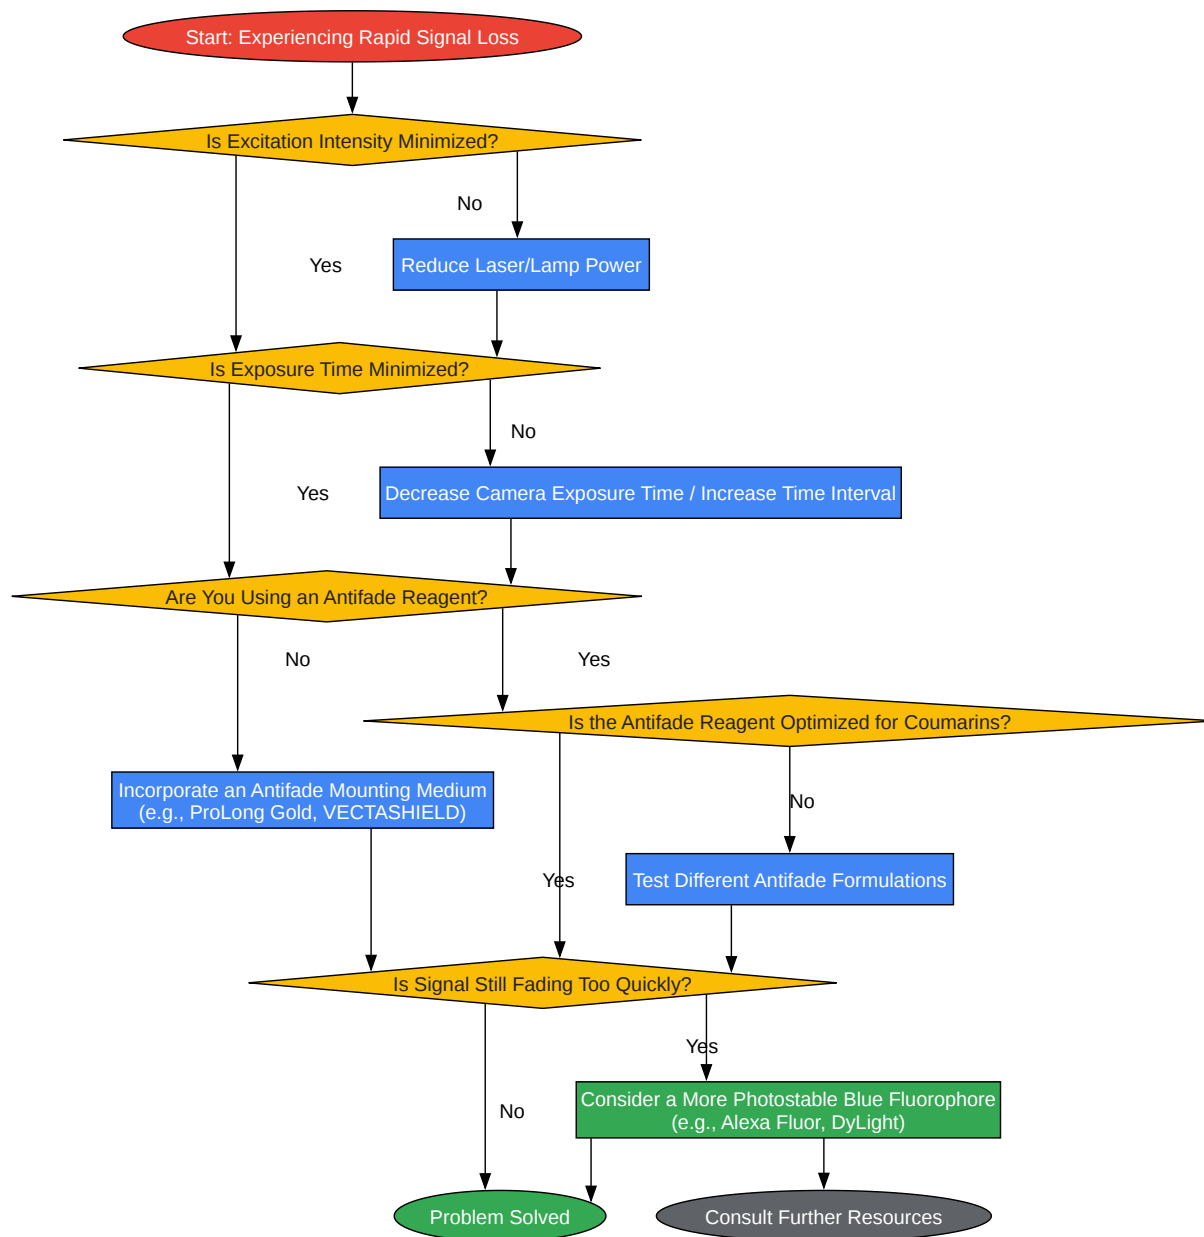 Start: Experiencing Rapid Signal Loss
Is Excitation Intensity Minimized?
No
Yes
Reduce Laser/Lamp Power
Is Exposure Time Minimized?
No
Yes
Decrease Camera Exposure Time / Increase Time Interval
Are You Using an Antifade Reagent?
No
Yes
Is the Antifade Reagent Optimized for Coumarins?
Incorporate an Antifade Mounting Medium
(e.g., ProLong Gold, VECTASHIELD)
No
Yes
Test Different Antifade Formulations
Is Signal Still Fading Too Quickly?
Yes
No
Consider a More Photostable Blue Fluorophore
(e.g., Alexa Fluor, DyLight)
Problem Solved
Consult Further Resources